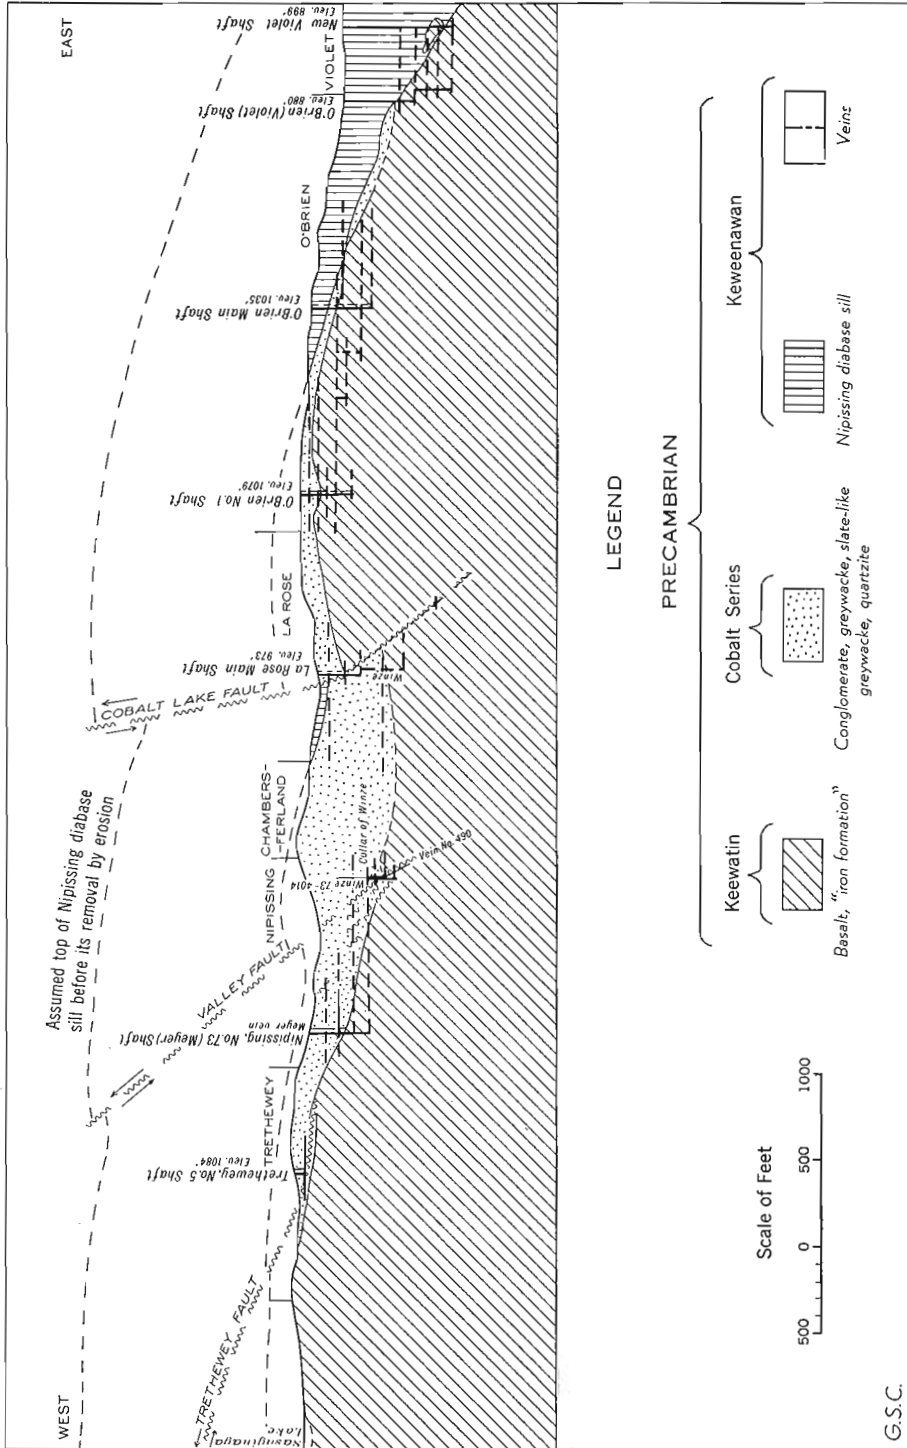 WEST
EAST
Assumed top of Nipissing diabase
sill before its removal by erosion
TRETHEWEY FAULT
VALLEY FAULT
COBALT LAKE FAULT
Sasaginaga
Lake
TRETHEWEY
NIPISSING
CHAMBERS-
-FERLAND
LA ROSE
O'BRIEN
VIOLET
Trethewey, No.5 Shaft
Elev. 1084'
Nipissing, No.73 (Meyer) Shaft
Meyer vein
Winze 73-4014
Collar of Winze
Vein No. 490
La Rose Main Shaft
Elev. 973'
Winze
O'Brien No.1 Shaft
Elev. 1079'
O'Brien Main Shaft
Elev. 1035'
O'Brien (Violet) Shaft
Elev. 880'
New Violet Shaft
Elev. 899'
LEGEND
PRECAMBRIAN
Keewatin
Cobalt Series
Keweenawan
Basalt, "iron formation"
Conglomerate, greywacke, slate-like
greywacke, quartzite
Nipissing diabase sill
Veins
Scale of Feet
500 0 500 1000
G.S.C.